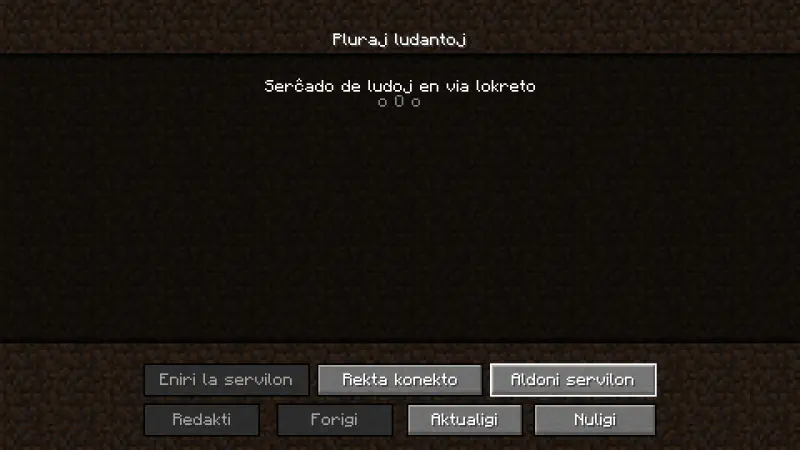 Pluraj ludantoj
Serĉado de ludoj en via lokreto
o O o
Eniri la servilon Rekta konekto Aldoni servilon
Redakti Forigi Aktualigi Nuligi